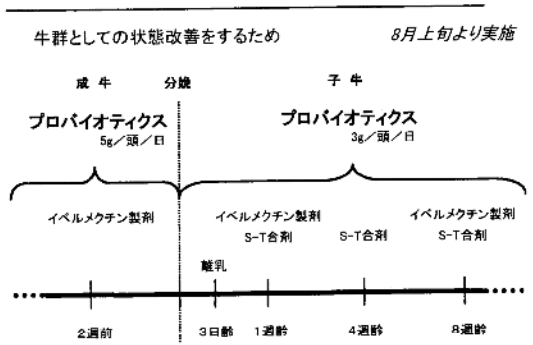 牛群としての状態改善をするため
8月上旬より実施
成牛
分娩
子牛
プロバイオティクス
5g/頭/日
プロバイオティクス
3g/頭/日
イベルメクチン製剤
イベルメクチン製剤
S-T合剤
S-T合剤
イベルメクチン製剤
S-T合剤
離乳
2週前
3日齢
1週齢
4週齢
8週齢